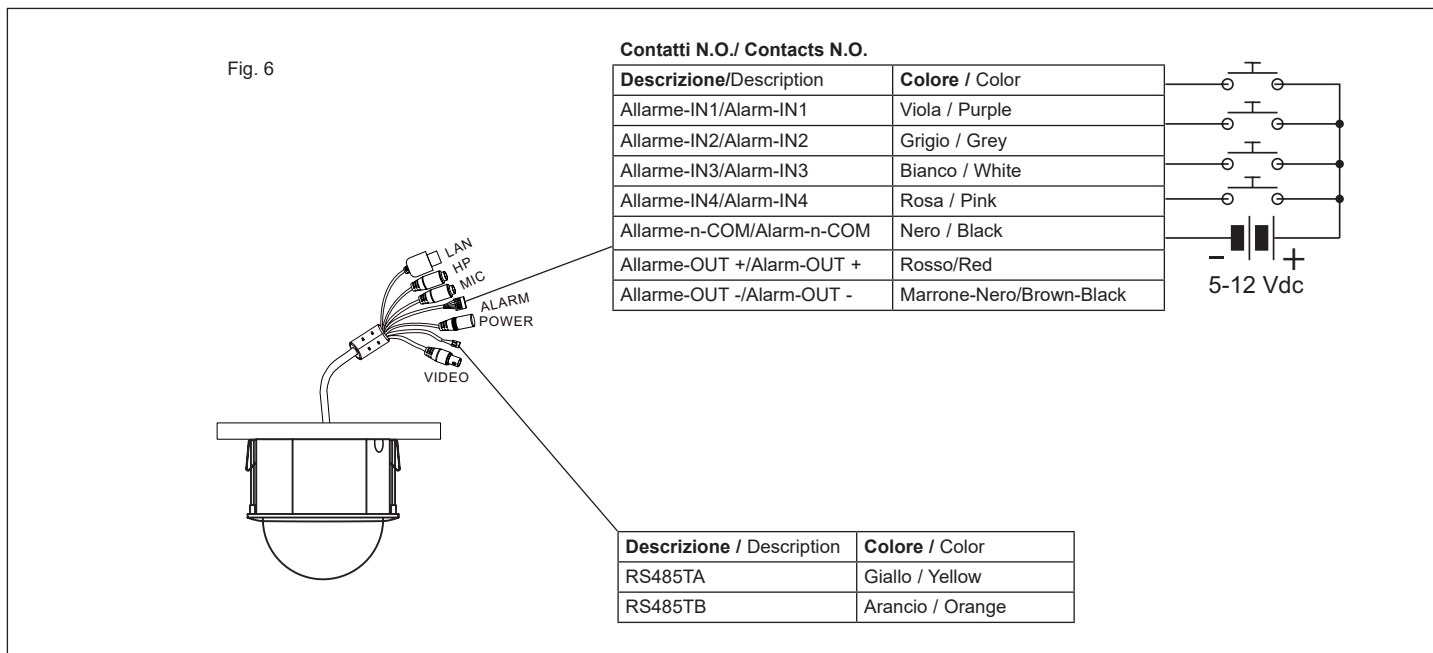 Fig. 6
Contatti N.O./ Contacts N.O.
Descrizione/Description Colore / Color
Allarme-IN1/Alarm-IN1 Viola / Purple
Allarme-IN2/Alarm-IN2 Grigio / Grey
Allarme-IN3/Alarm-IN3 Bianco / White
Allarme-IN4/Alarm-IN4 Rosa / Pink
Allarme-n-COM/Alarm-n-COM Nero / Black
Allarme-OUT +/Alarm-OUT + Rosso/Red
Allarme-OUT -/Alarm-OUT - Marrone-Nero/Brown-Black
- +
5-12 Vdc
LAN
HP
MIC
ALARM
POWER
VIDEO
Descrizione / Description Colore / Color
RS485TA Giallo / Yellow
RS485TB Arancio / Orange